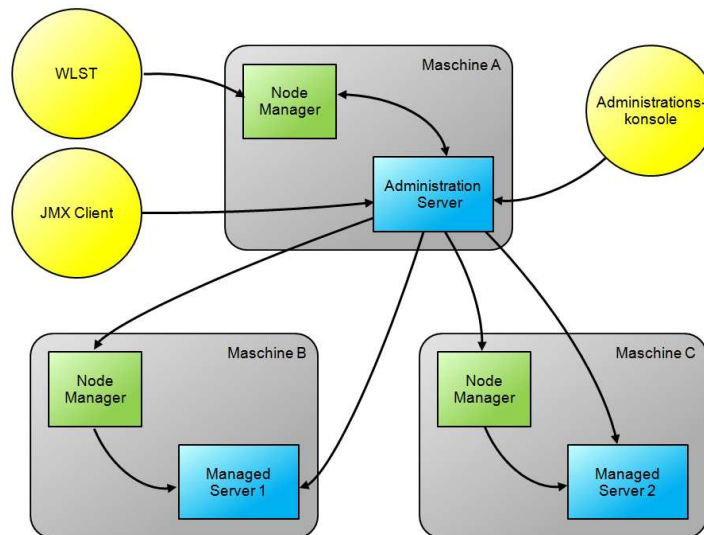 WLST
Maschine A
Node
Manager
Administrations-
konsole
JMX Client
Administration
Server
Maschine B
Node
Manager
Managed
Server 1
Maschine C
Node
Manager
Managed
Server 2